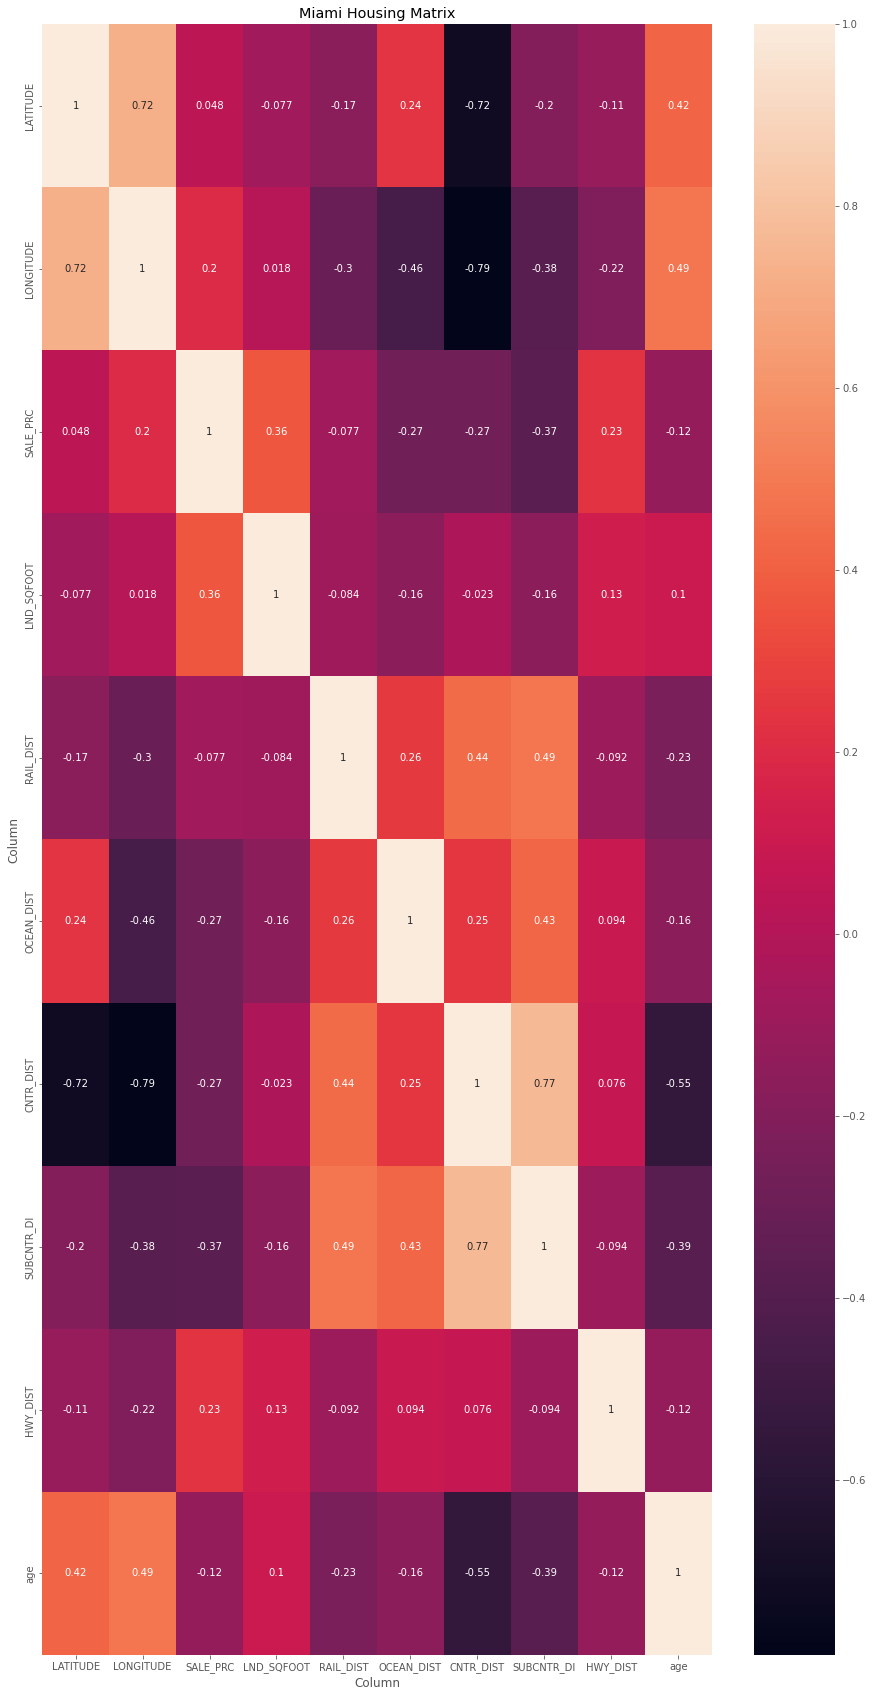 Miami Housing Matrix
LATITUDE 1 0.72 0.048 -0.077 -0.17 0.24 -0.72 -0.2 -0.11 0.42
LONGITUDE 0.72 1 0.2 0.018 -0.3 -0.46 -0.79 -0.38 -0.22 0.49
SALE_PRC 0.048 0.2 1 0.36 -0.077 -0.27 -0.27 -0.37 0.23 -0.12
LND_SQFOOT -0.077 0.018 0.36 1 -0.084 -0.16 -0.023 -0.16 0.13 0.1
RAIL_DIST -0.17 -0.3 -0.077 -0.084 1 0.26 0.44 0.49 -0.092 -0.23
Column
OCEAN_DIST 0.24 -0.46 -0.27 -0.16 0.26 1 0.25 0.43 0.094 -0.16
CNTR_DIST -0.72 -0.79 -0.27 -0.023 0.44 0.25 1 0.77 0.076 -0.55
SUBCNTR_DI -0.2 -0.38 -0.37 -0.16 0.49 0.43 0.77 1 -0.094 -0.39
HWY_DIST -0.11 -0.22 0.23 0.13 -0.092 0.094 0.076 -0.094 1 -0.12
age 0.42 0.49 -0.12 0.1 -0.23 -0.16 -0.55 -0.39 -0.12 1
LATITUDE LONGITUDE SALE_PRC LND_SQFOOT RAIL_DIST OCEAN_DIST CNTR_DIST SUBCNTR_DI HWY_DIST age
Column
1.0
0.8
0.6
0.4
0.2
0.0
−0.2
−0.4
−0.6